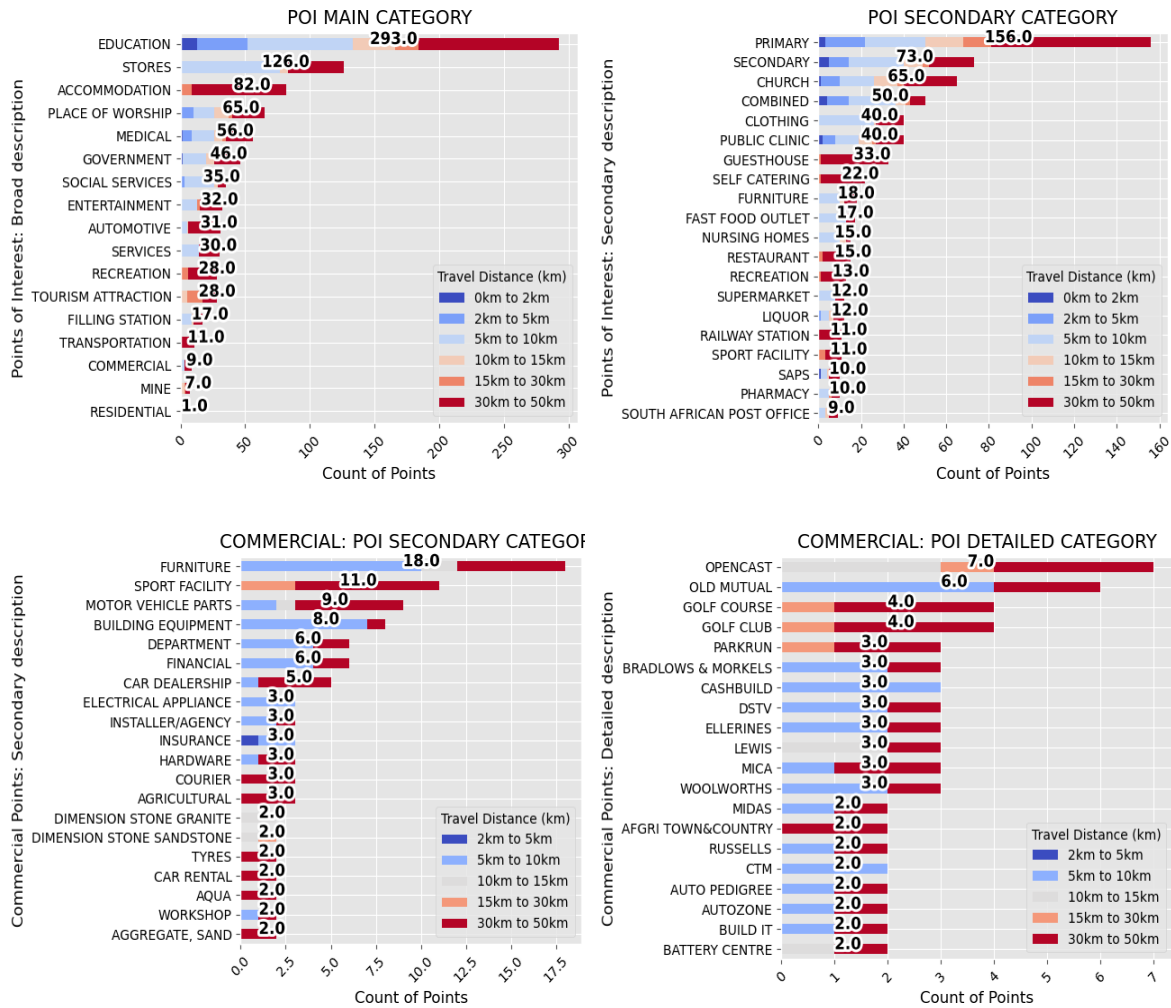 POI MAIN CATEGORY
Points of Interest: Broad description
EDUCATION 293.0
STORES 126.0
ACCOMMODATION 82.0
PLACE OF WORSHIP 65.0
MEDICAL 56.0
GOVERNMENT 46.0
SOCIAL SERVICES 35.0
ENTERTAINMENT 32.0
AUTOMOTIVE 31.0
SERVICES 30.0
RECREATION 28.0
TOURISM ATTRACTION 28.0
FILLING STATION 17.0
TRANSPORTATION 11.0
COMMERCIAL 9.0
MINE 7.0
RESIDENTIAL 1.0
Travel Distance (km)
0km to 2km
2km to 5km
5km to 10km
10km to 15km
15km to 30km
30km to 50km
0 50 100 150 200 250 300
Count of Points
POI SECONDARY CATEGORY
Points of Interest: Secondary description
PRIMARY 156.0
SECONDARY 73.0
CHURCH 65.0
COMBINED 50.0
CLOTHING 40.0
PUBLIC CLINIC 40.0
GUESTHOUSE 33.0
SELF CATERING 22.0
FURNITURE 18.0
FAST FOOD OUTLET 17.0
NURSING HOMES 15.0
RESTAURANT 15.0
RECREATION 13.0
SUPERMARKET 12.0
LIQUOR 12.0
RAILWAY STATION 11.0
SPORT FACILITY 11.0
SAPS 10.0
PHARMACY 10.0
SOUTH AFRICAN POST OFFICE 9.0
Travel Distance (km)
0km to 2km
2km to 5km
5km to 10km
10km to 15km
15km to 30km
30km to 50km
0 20 40 60 80 100 120 140 160
Count of Points
COMMERCIAL: POI SECONDARY CATEGOR
Commercial Points: Secondary description
FURNITURE 18.0
SPORT FACILITY 11.0
MOTOR VEHICLE PARTS 9.0
BUILDING EQUIPMENT 8.0
DEPARTMENT 6.0
FINANCIAL 6.0
CAR DEALERSHIP 5.0
ELECTRICAL APPLIANCE 3.0
INSTALLER/AGENCY 3.0
INSURANCE 3.0
HARDWARE 3.0
COURIER 3.0
AGRICULTURAL 3.0
DIMENSION STONE GRANITE 2.0
DIMENSION STONE SANDSTONE 2.0
TYRES 2.0
CAR RENTAL 2.0
AQUA 2.0
WORKSHOP 2.0
AGGREGATE, SAND 2.0
Travel Distance (km)
2km to 5km
5km to 10km
10km to 15km
15km to 30km
30km to 50km
0.0 2.5 5.0 7.5 10.0 12.5 15.0 17.5
Count of Points
COMMERCIAL: POI DETAILED CATEGORY
Commercial Points: Detailed description
OPENCAST 7.0
OLD MUTUAL 6.0
GOLF COURSE 4.0
GOLF CLUB 4.0
PARKRUN 3.0
BRADLOWS & MORKELS 3.0
CASHBUILD 3.0
DSTV 3.0
ELLERINES 3.0
LEWIS 3.0
MICA 3.0
WOOLWORTHS 3.0
MIDAS 2.0
AFGRI TOWN&COUNTRY 2.0
RUSSELLS 2.0
CTM 2.0
AUTO PEDIGREE 2.0
AUTOZONE 2.0
BUILD IT 2.0
BATTERY CENTRE 2.0
Travel Distance (km)
2km to 5km
5km to 10km
10km to 15km
15km to 30km
30km to 50km
0 1 2 3 4 5 6 7
Count of Points